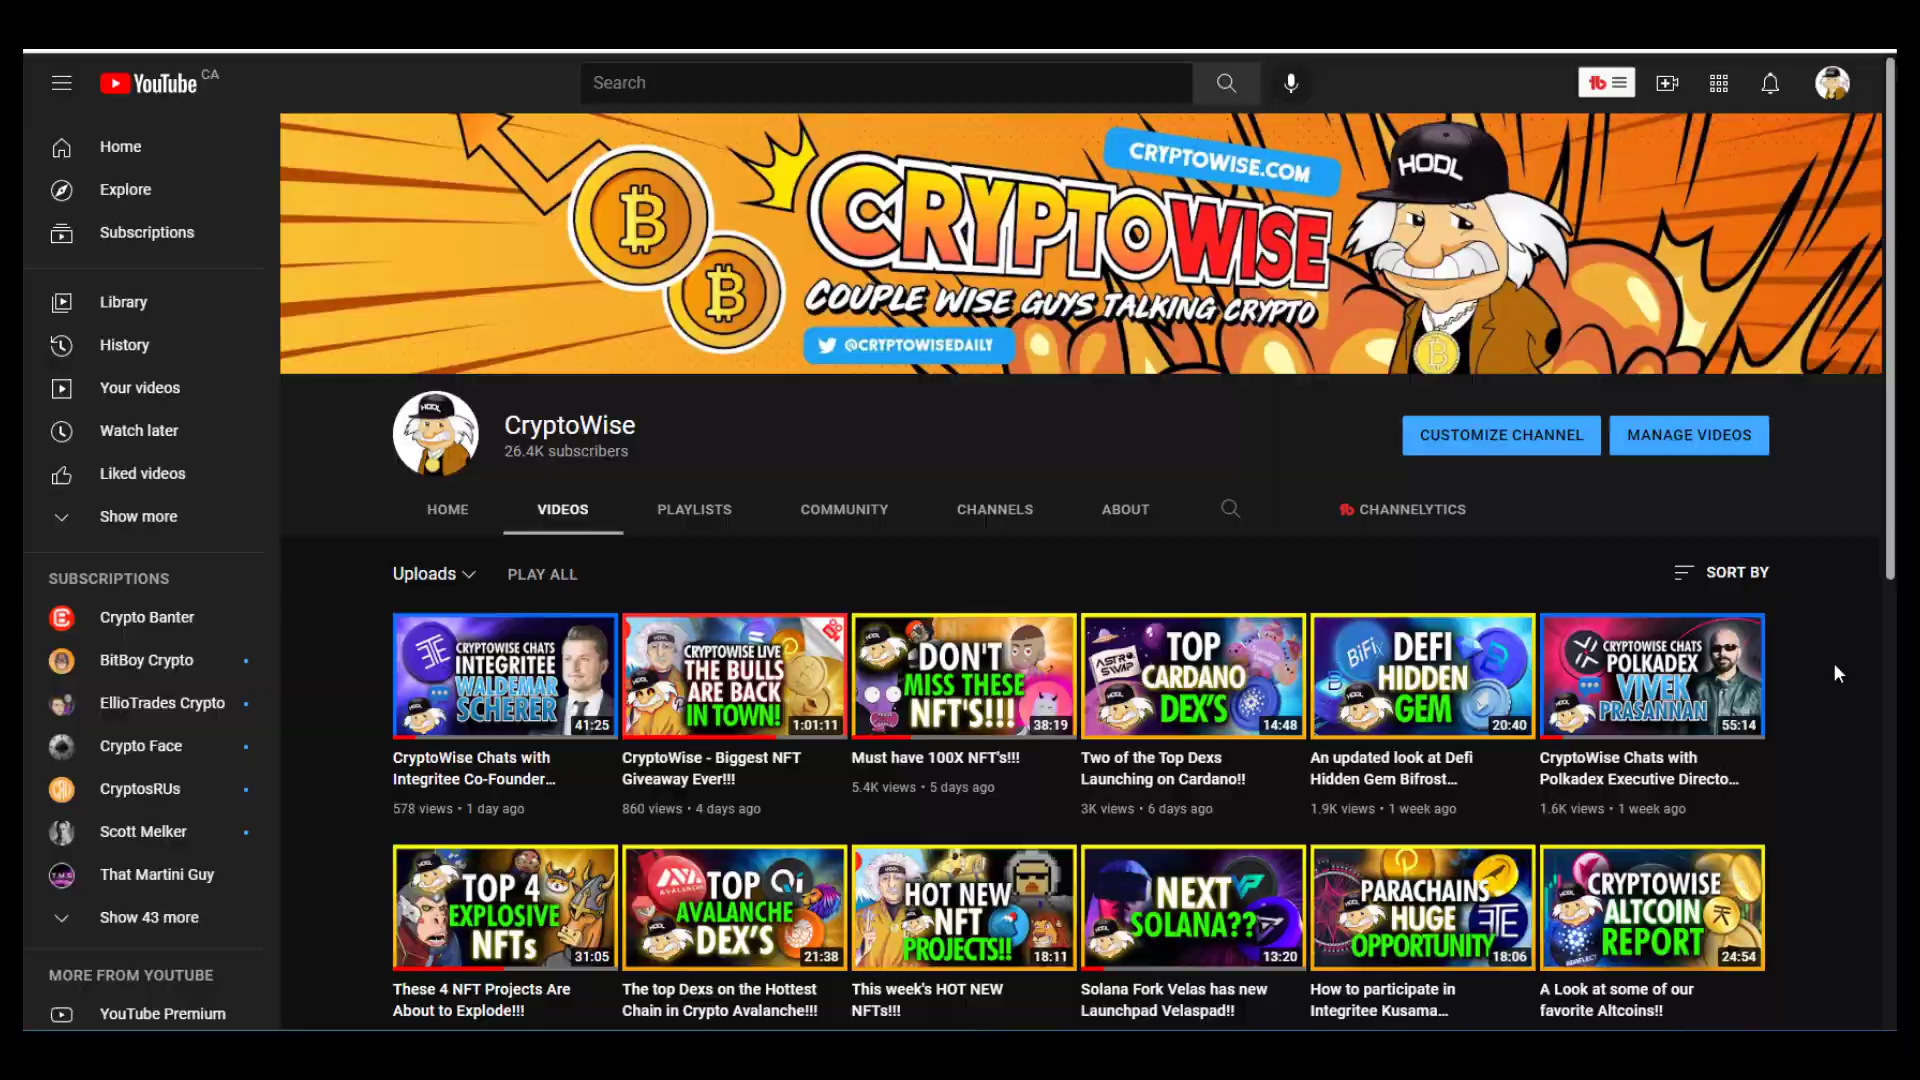 YouTube CA
Search
Home
Explore
Subscriptions
Library
History
Your videos
Watch later
Liked videos
Show more
SUBSCRIPTIONS
Crypto Banter
BitBoy Crypto
EllioTrades Crypto
Crypto Face
CryptosRUs
Scott Melker
That Martini Guy
Show 43 more
MORE FROM YOUTUBE
YouTube Premium
CRYPTOWISE.COM
HODL
CRYPTOWISE
COUPLE WISE GUYS TALKING CRYPTO
@CRYPTOWISEDAILY
CryptoWise
26.4K subscribers
CUSTOMIZE CHANNEL
MANAGE VIDEOS
HOME
VIDEOS
PLAYLISTS
COMMUNITY
CHANNELS
ABOUT
CHANNELYTICS
Uploads
PLAY ALL
SORT BY
CRYPTOWISE CHATS
INTEGRITEE
WALDEMAR
SCHERER
41:25
CryptoWise Chats with
Integritee Co-Founder...
578 views • 1 day ago
CRYPTOWISE LIVE
THE BULLS
ARE BACK
IN TOWN!
1:01:11
CryptoWise - Biggest NFT
Giveaway Ever!!!
860 views • 4 days ago
DON'T
MISS THESE
NFT'S!!!
38:19
Must have 100X NFT's!!!
5.4K views • 5 days ago
ASTRO
SWAP
TOP
CARDANO
DEX'S
14:48
Two of the Top Dexs
Launching on Cardano!!
3K views • 6 days ago
BiFi
DEFI
HIDDEN
GEM
20:40
An updated look at Defi
Hidden Gem Bifrost...
1.9K views • 1 week ago
CRYPTOWISE CHATS
POLKADEX
VIVEK
PRASANNAN
55:14
CryptoWise Chats with
Polkadex Executive Directo...
1.6K views • 1 week ago
TOP 4
EXPLOSIVE
NFTs
31:05
These 4 NFT Projects Are
About to Explode!!!
AVALANCHE
TOP
AVALANCHE
DEX'S
21:38
The top Dexs on the Hottest
Chain in Crypto Avalanche!!!
HOT NEW
NFT
PROJECTS!!
18:11
This week's HOT NEW
NFTs!!!
NEXT
SOLANA??
13:20
Solana Fork Velas has new
Launchpad Velaspad!!
PARACHAINS
HUGE
OPPORTUNITY
18:06
How to participate in
Integritee Kusama...
CRYPTOWISE
ALTCOIN
REPORT
24:54
A Look at some of our
favorite Altcoins!!